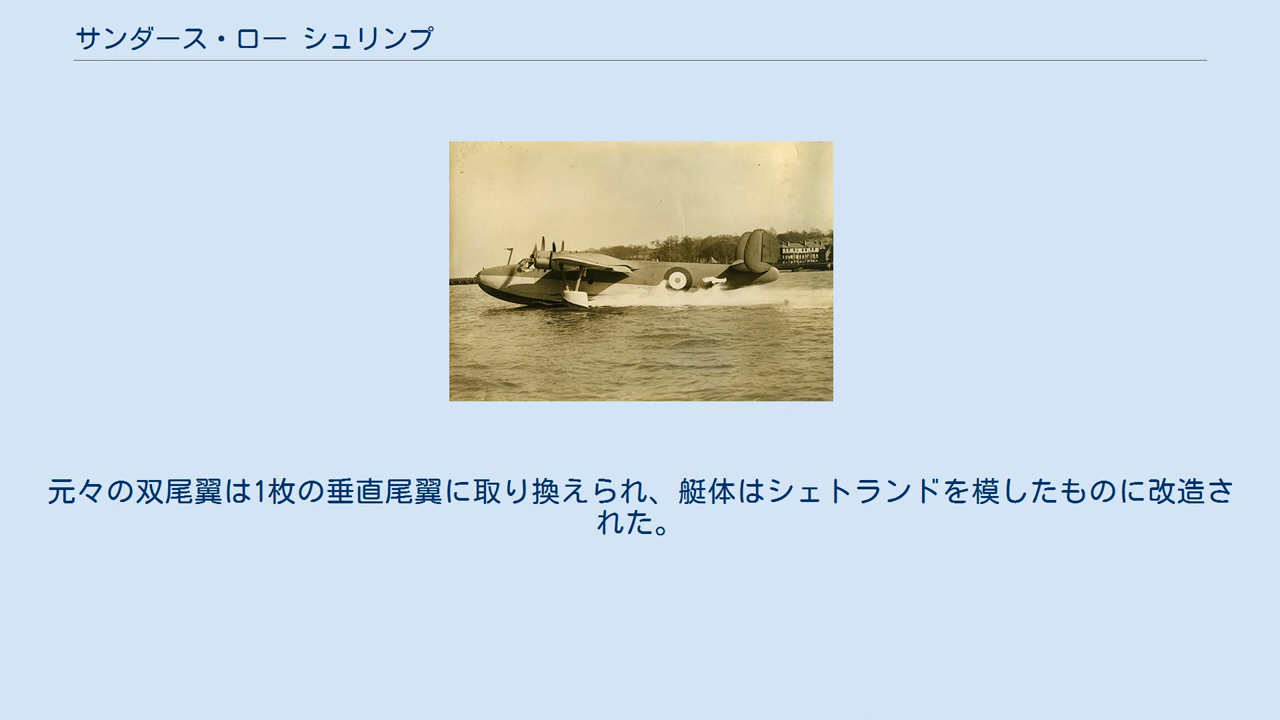 サンダース・ロー シュリンプ
元々の双尾翼は1枚の垂直尾翼に取り換えられ、艇体はシェトランドを模したものに改造さ
れた。